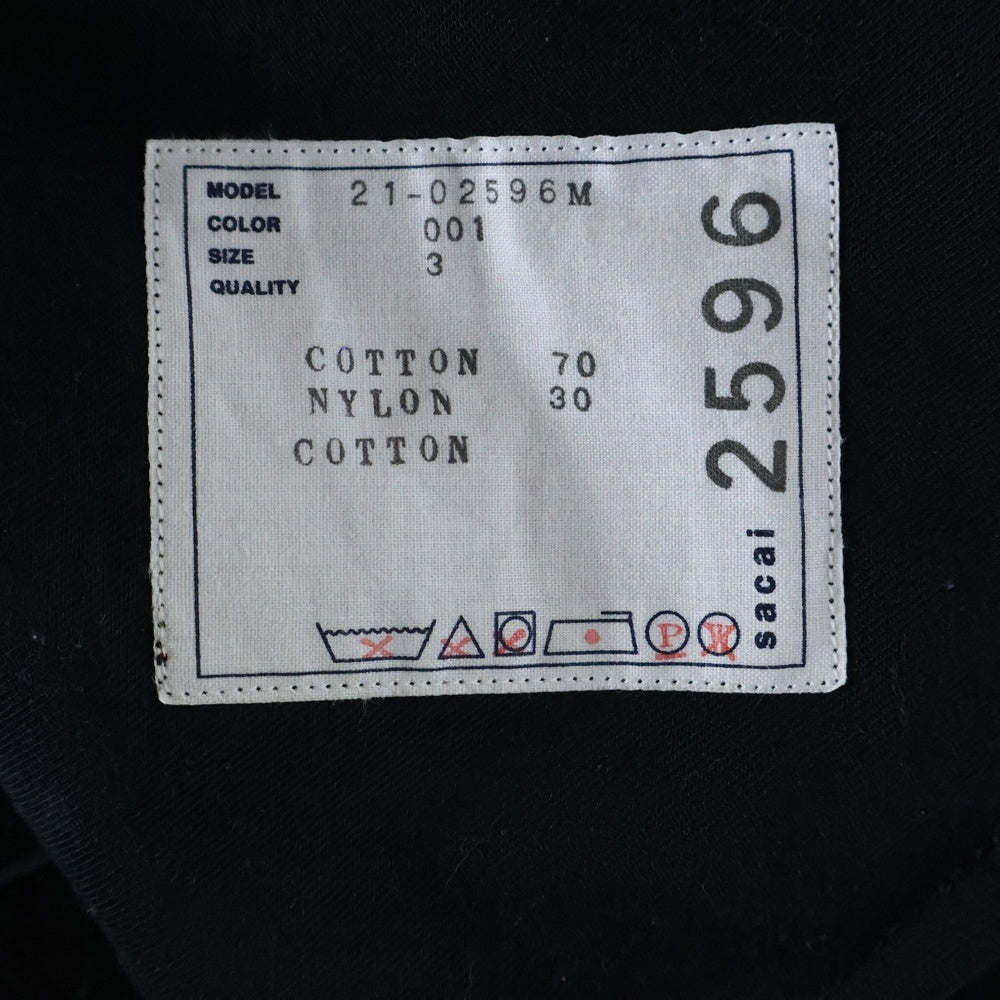 MODEL 21-02596M
COLOR 001
SIZE 3
QUALITY
COTTON 70
NYLON 30
COTTON
P W
sacai 2596